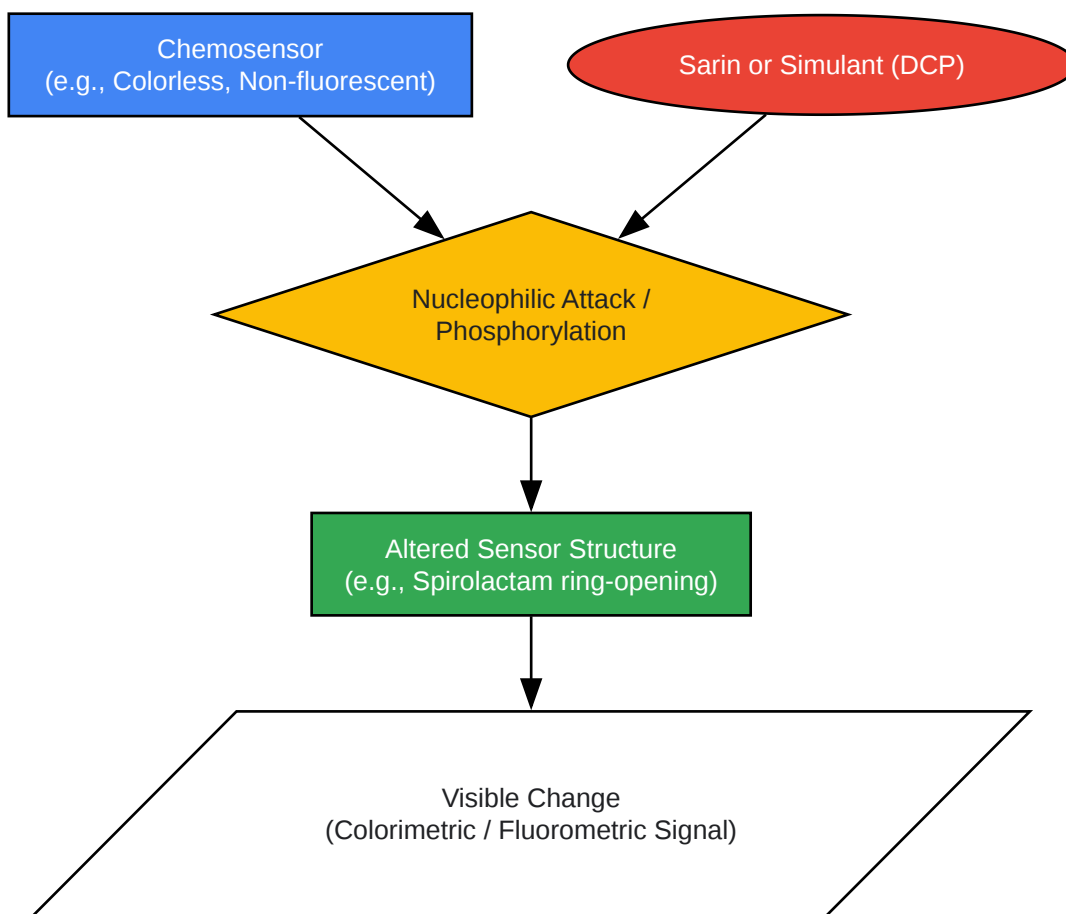 Chemosensor
(e.g., Colorless, Non-fluorescent)
Sarin or Simulant (DCP)
Nucleophilic Attack /
Phosphorylation
Altered Sensor Structure
(e.g., Spirolactam ring-opening)
Visible Change
(Colorimetric / Fluorometric Signal)